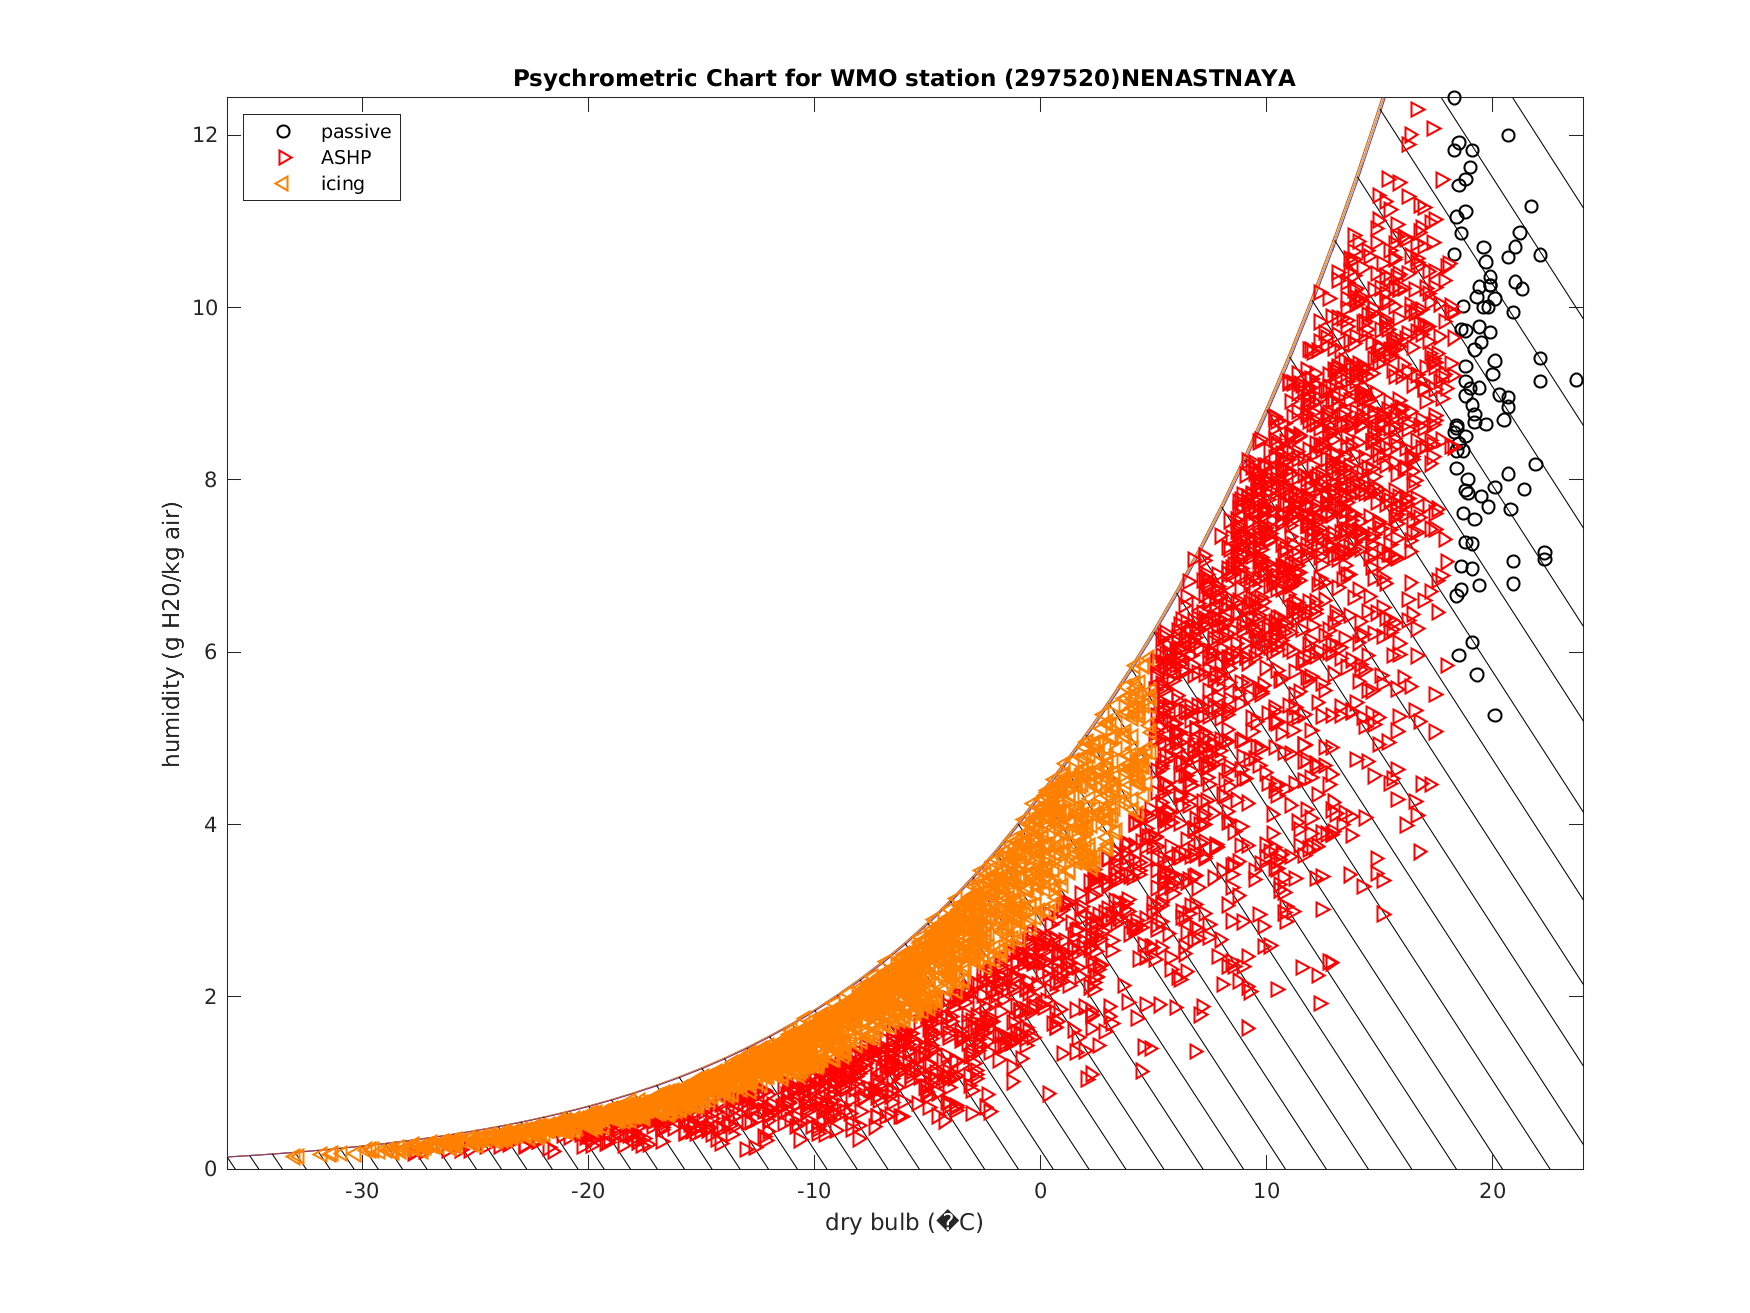 Psychrometric Chart for WMO station (297520)NENASTNAYA
passive
ASHP
icing
12
10
8
6
4
2
0
humidity (g H20/kg air)
-30 -20 -10 0 10 20
dry bulb (�C)